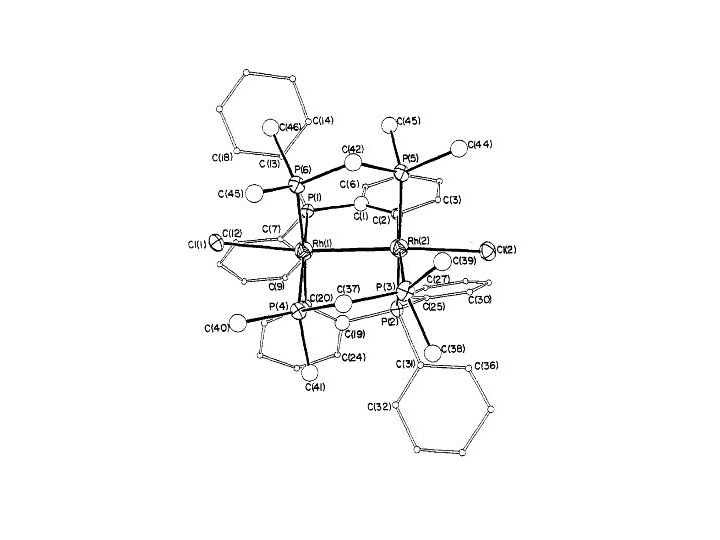 C(46)
C(14)
C(45)
C(18)
C(13)
C(42)
P(5)
C(44)
P(6)
C(6)
C(45)
P(1)
C(3)
C(1)
C(2)
C(12)
C(7)
Cl(1)
Rh(1)
Rh(2)
Cl(2)
C(39)
C(9)
C(27)
C(20)
C(37)
P(3)
C(30)
P(4)
C(25)
C(40)
C(19)
P(2)
C(24)
C(38)
C(31)
C(36)
C(41)
C(32)